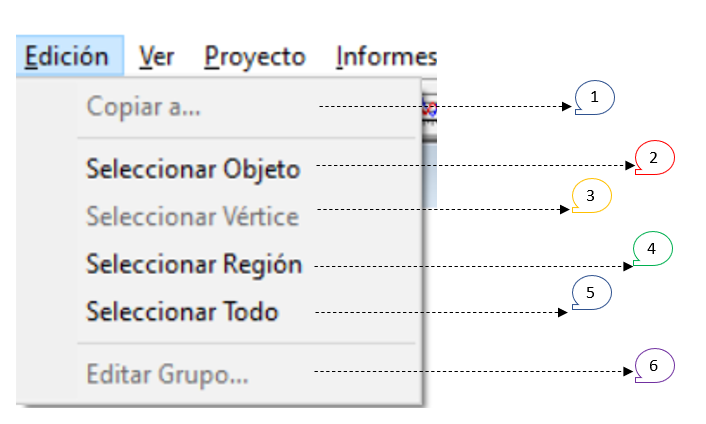 Edición Ver Proyecto Informes
Copiar a... 1
Seleccionar Objeto 2
Seleccionar Vértice 3
Seleccionar Región 4
Seleccionar Todo 5
Editar Grupo... 6